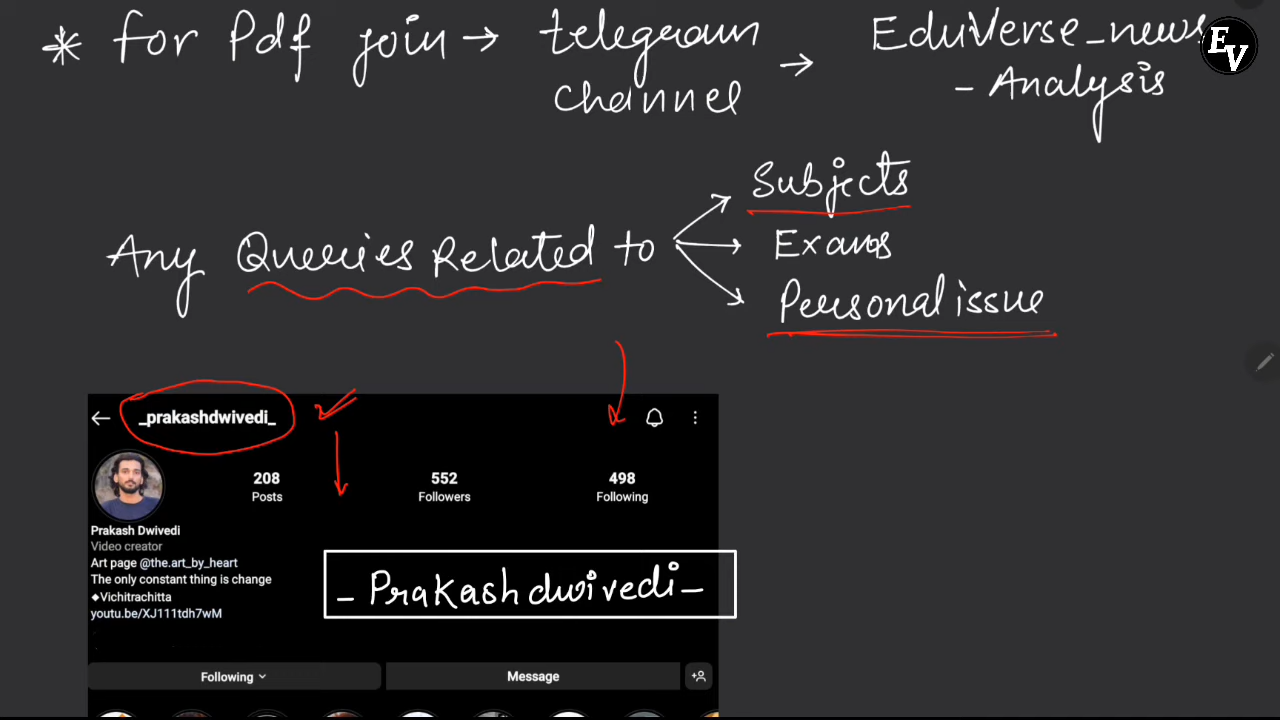 * for Pdf join → telegram channel → EduVerse_news
- Analysis
EV
Subjects
Any Queries Related to
Exams
Personal issue
_prakashdwivedi_
208
552
498
Posts
Followers
Following
Prakash Dwivedi
Video creator
Art page @the.art_by_heart
The only constant thing is change
◆Vichitrachitta
youtu.be/XJ111tdh7wM
_ Prakash dwivedi _
Following
Message